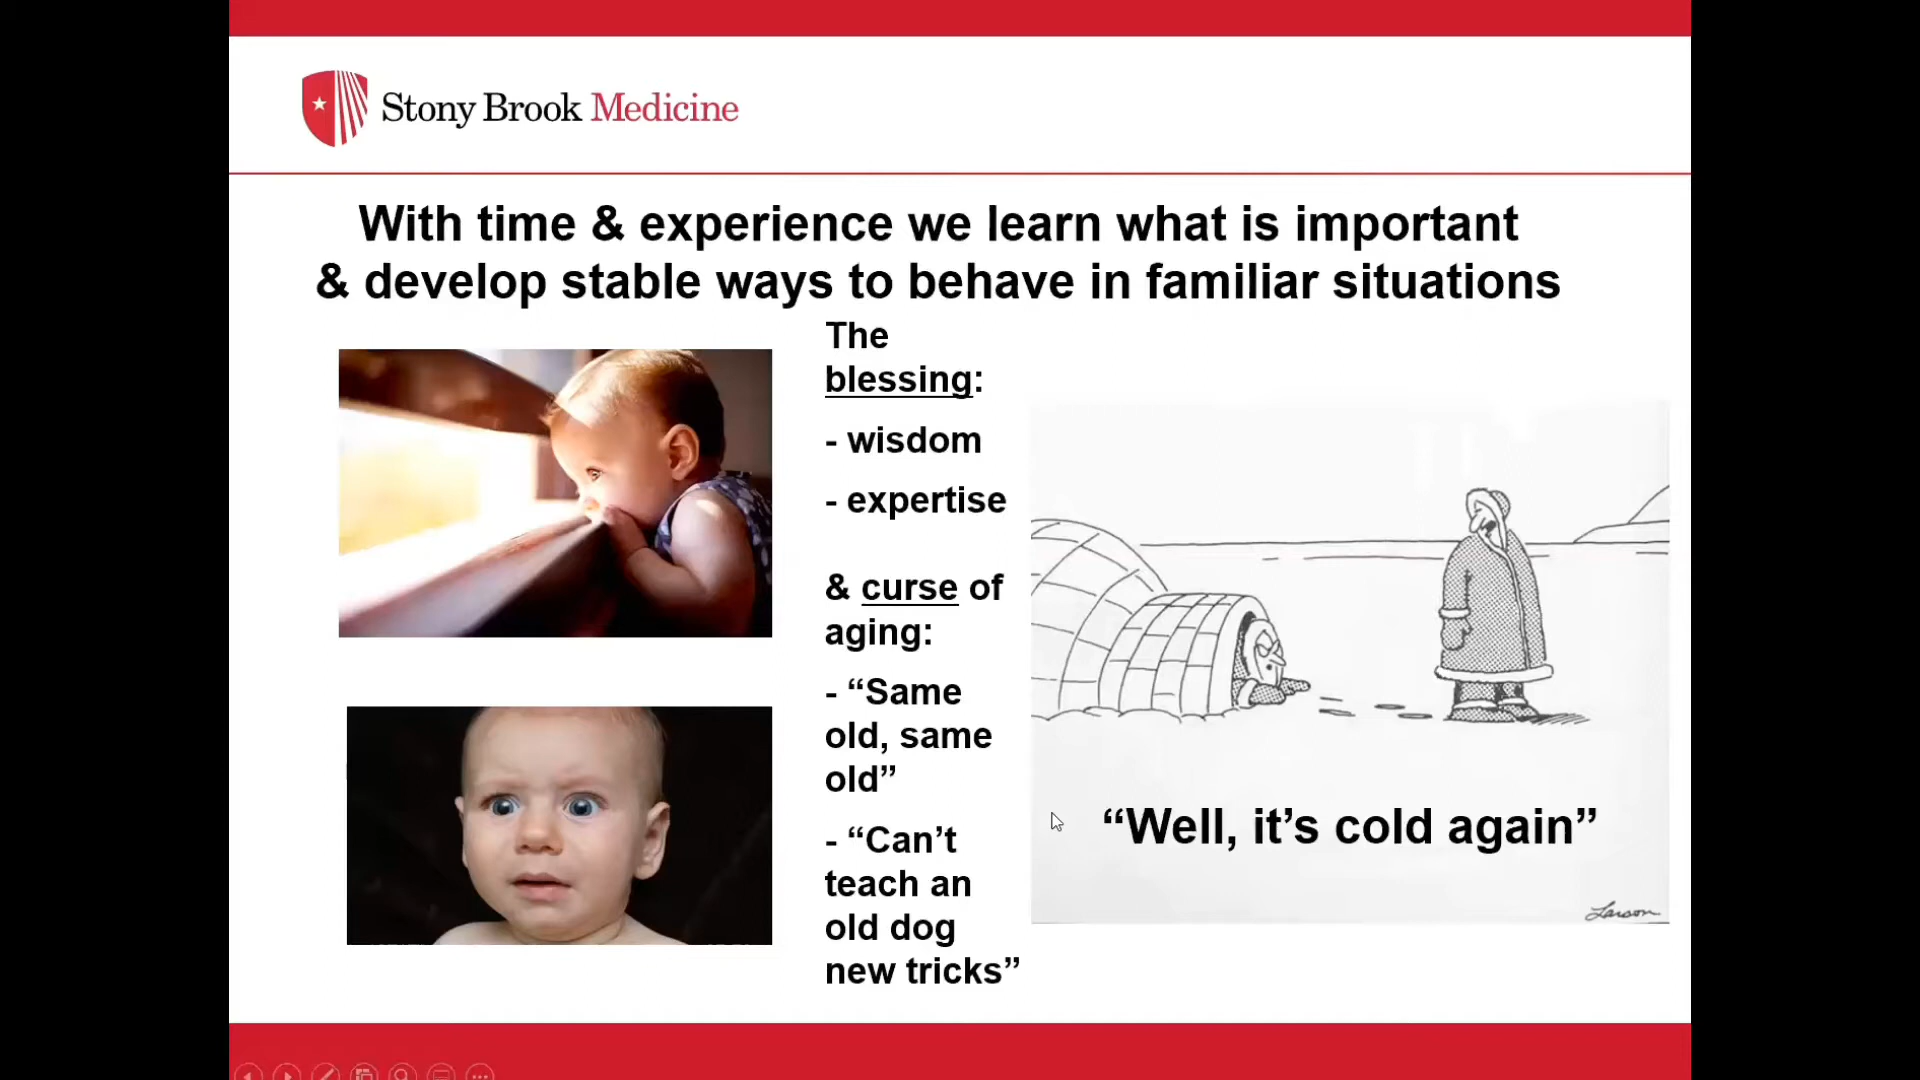 Stony Brook Medicine
With time & experience we learn what is important
& develop stable ways to behave in familiar situations
The
blessing:
- wisdom
- expertise
& curse of
aging:
- “Same
old, same
old”
- “Can’t
teach an
old dog
new tricks”
“Well, it’s cold again”
Larson